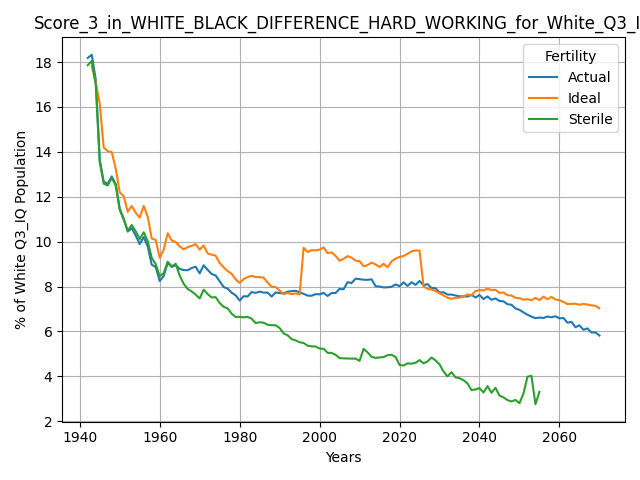 Score_3_in_WHITE_BLACK_DIFFERENCE_HARD_WORKING_for_White_Q3_I
Fertility
Actual
Ideal
Sterile
% of White Q3_IQ Population
18
16
14
12
10
8
6
4
2
1940
1960
1980
2000
2020
2040
2060
Years